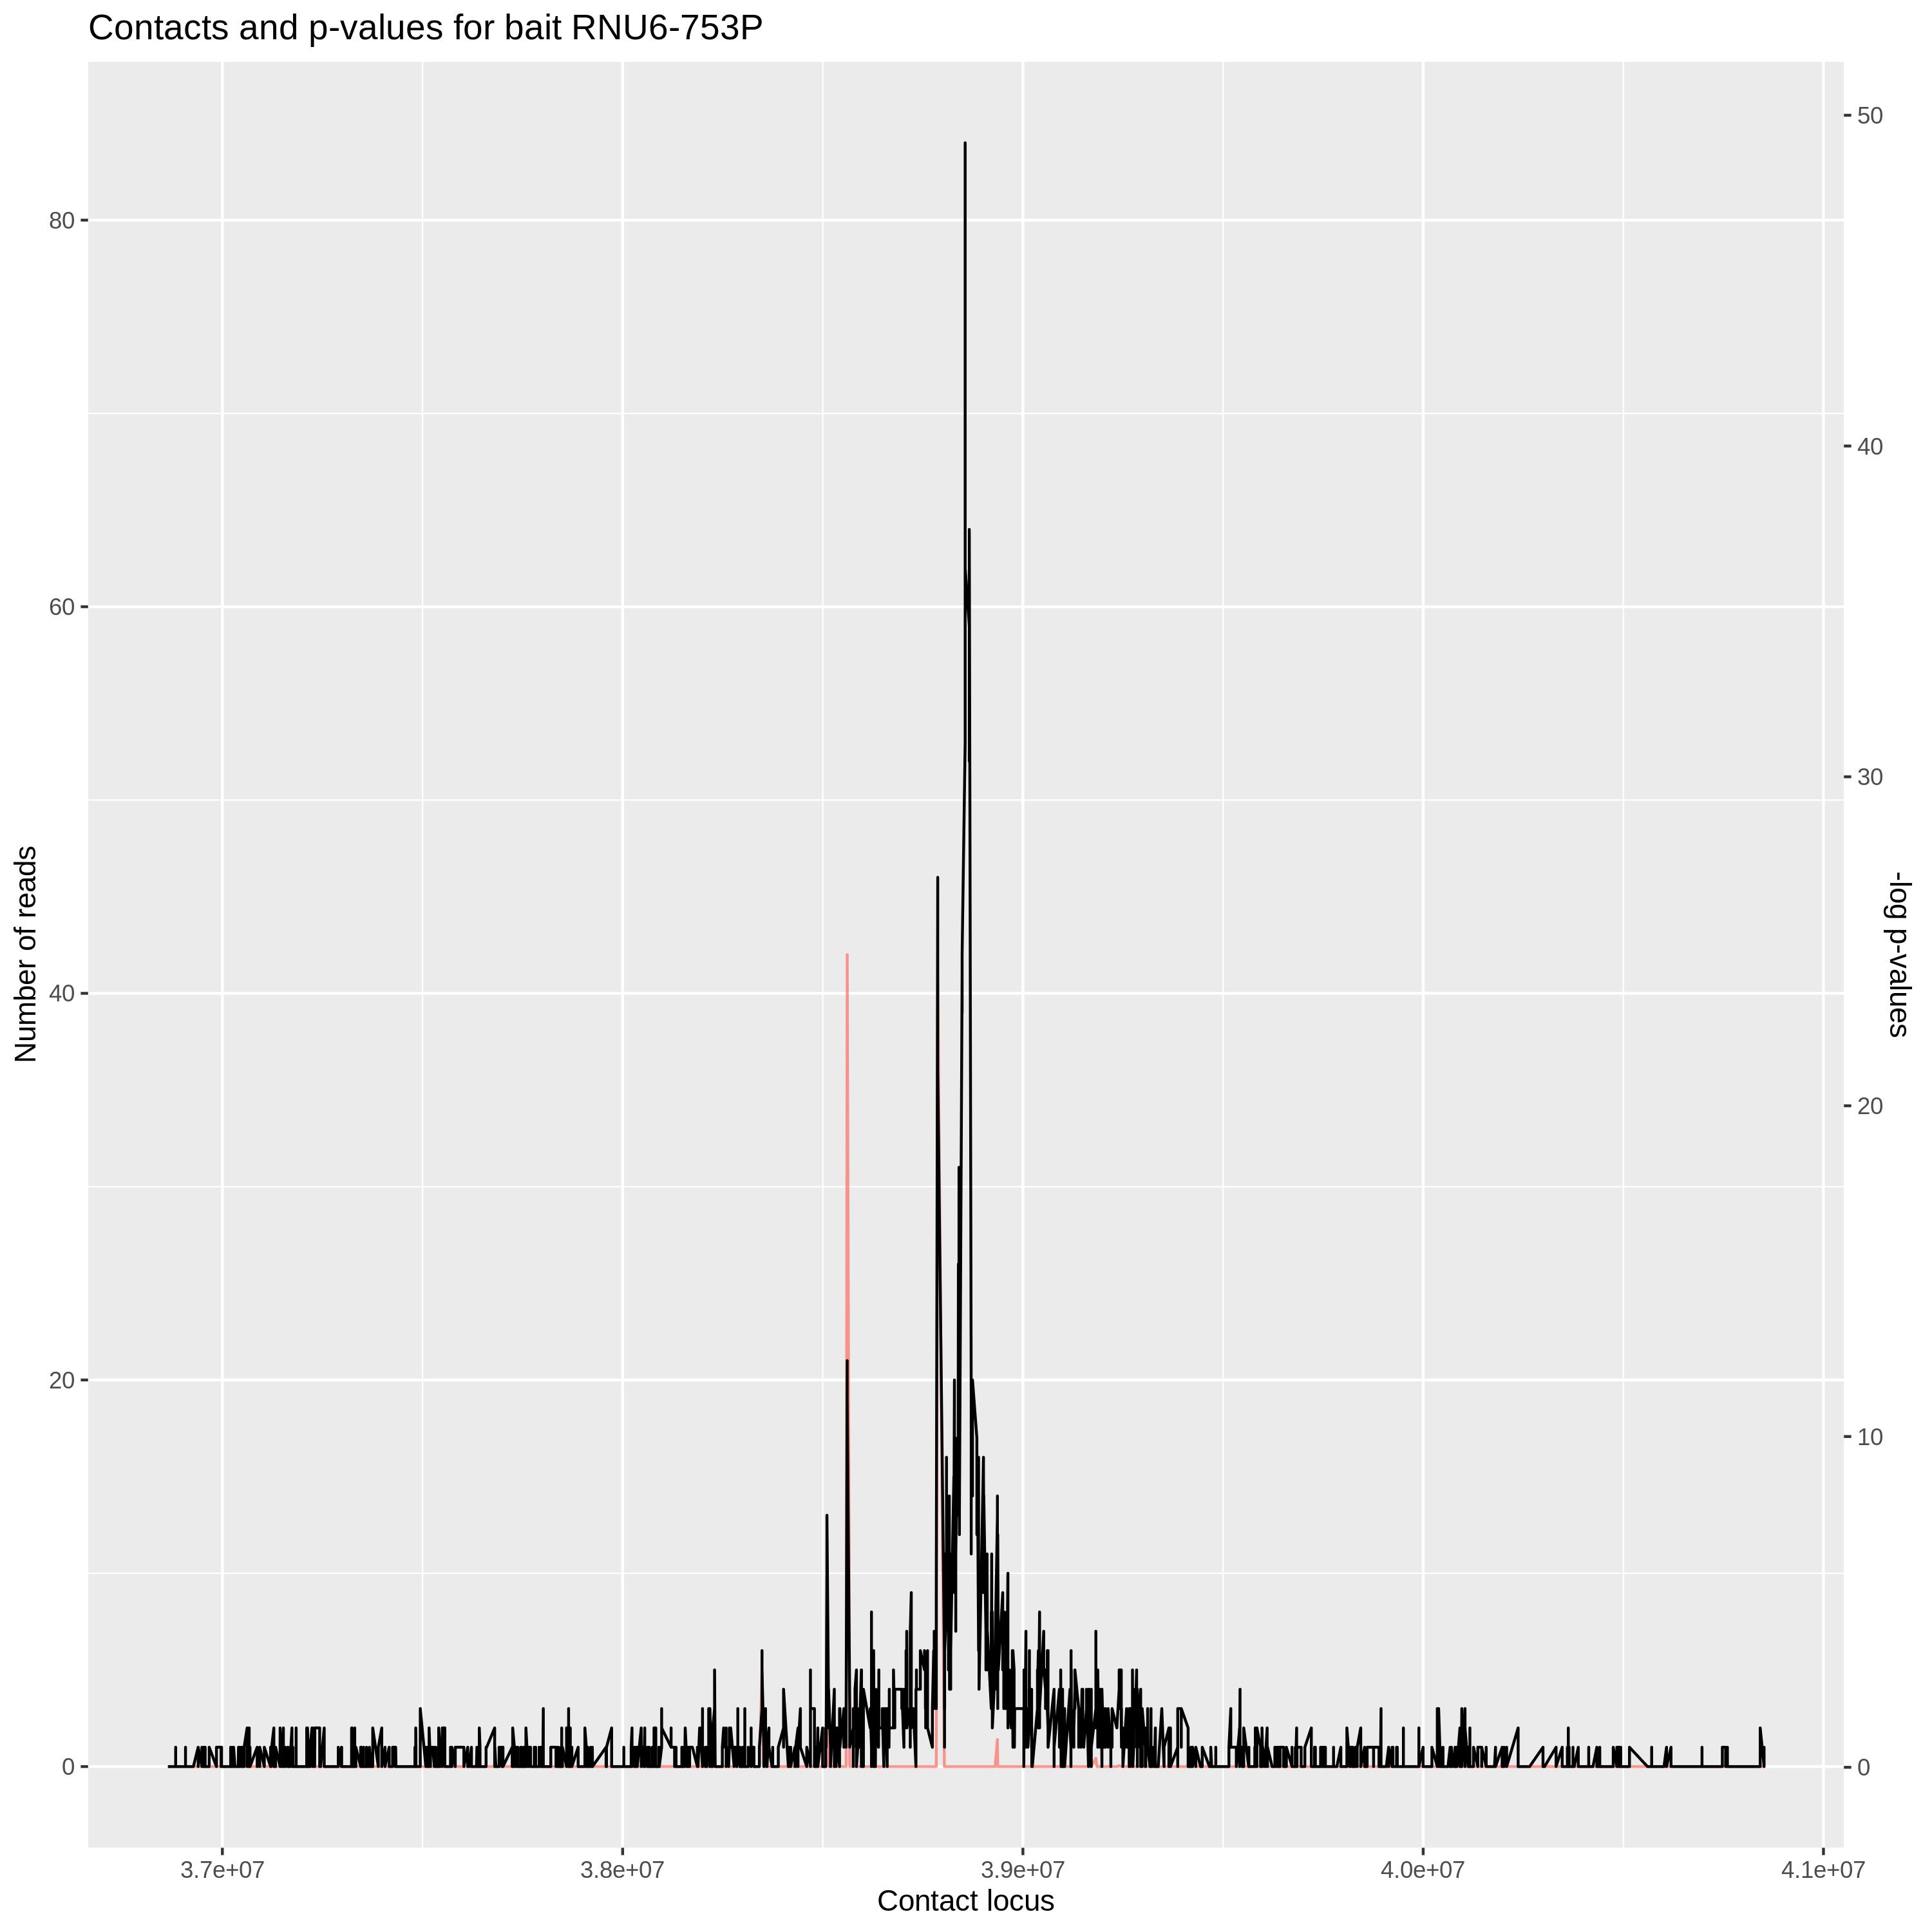 Contacts and p-values for bait RNU6-753P
50
80
40
60
30
Number of reads
-log p-values
40
20
20
10
0
0
3.7e+07
3.8e+07
3.9e+07
4.0e+07
4.1e+07
Contact locus